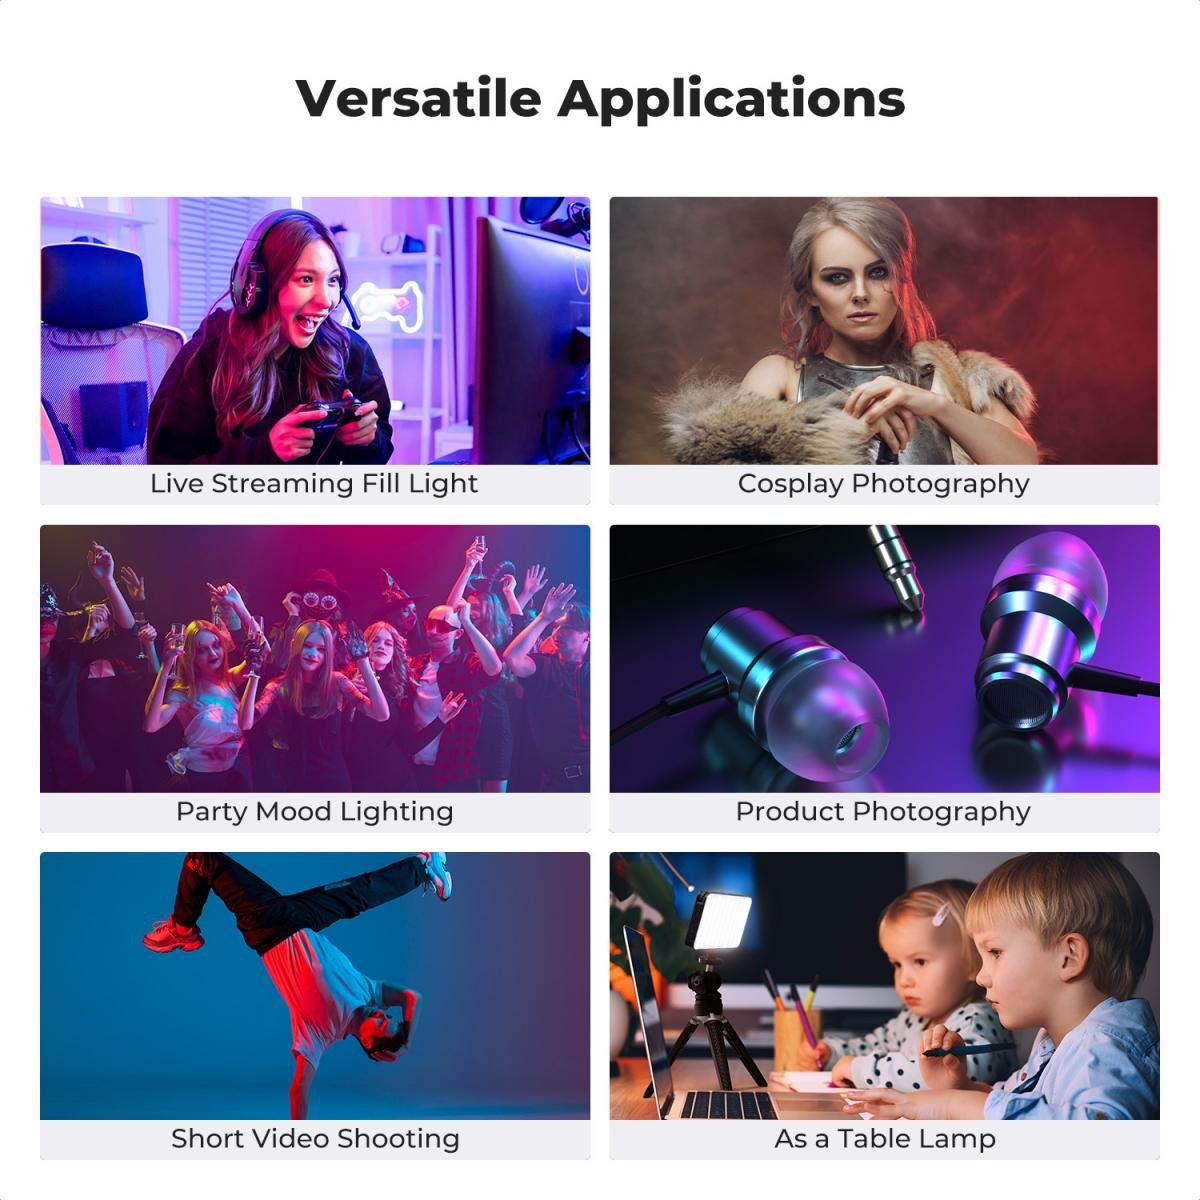 Versatile Applications
Live Streaming Fill Light
Cosplay Photography
Party Mood Lighting
Product Photography
Short Video Shooting
As a Table Lamp